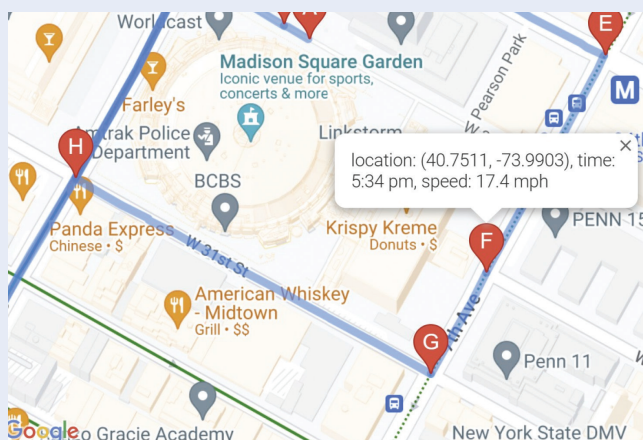 Worldcast
E
A
Madison Square Garden
Iconic venue for sports,
concerts & more
W Pearson Park
M
Farley's
Amtrak Police
Department
Linkstorm
H
location: (40.7511, -73.9903), time:
5:34 pm, speed: 17.4 mph
BCBS
Panda Express
Chinese • $
Krispy Kreme
Donuts • $
PENN 15
F
W 31st St
American Whiskey
- Midtown
Grill • $$
7th Ave
G
Penn 11
Google
o Gracie Academy
New York State DMV